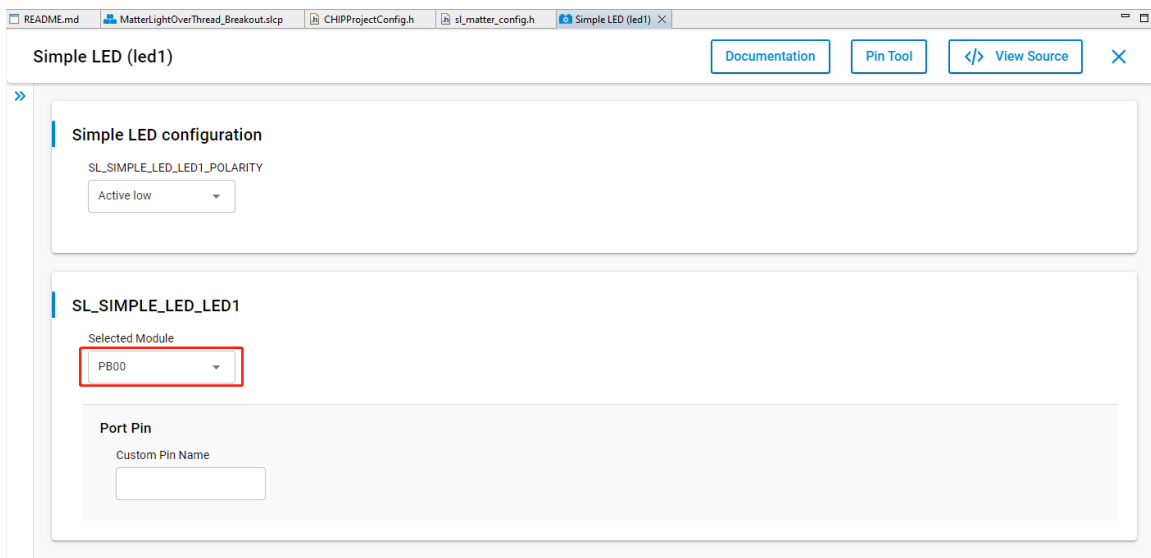 README.md MatterLightOverThread_Breakout.slcp CHIPProjectConfig.h sl_matter_config.h Simple LED (led1)
Simple LED (led1) Documentation Pin Tool </> View Source
Simple LED configuration
SL_SIMPLE_LED_LED1_POLARITY
Active low
SL_SIMPLE_LED_LED1
Selected Module
PB00
Port Pin
Custom Pin Name